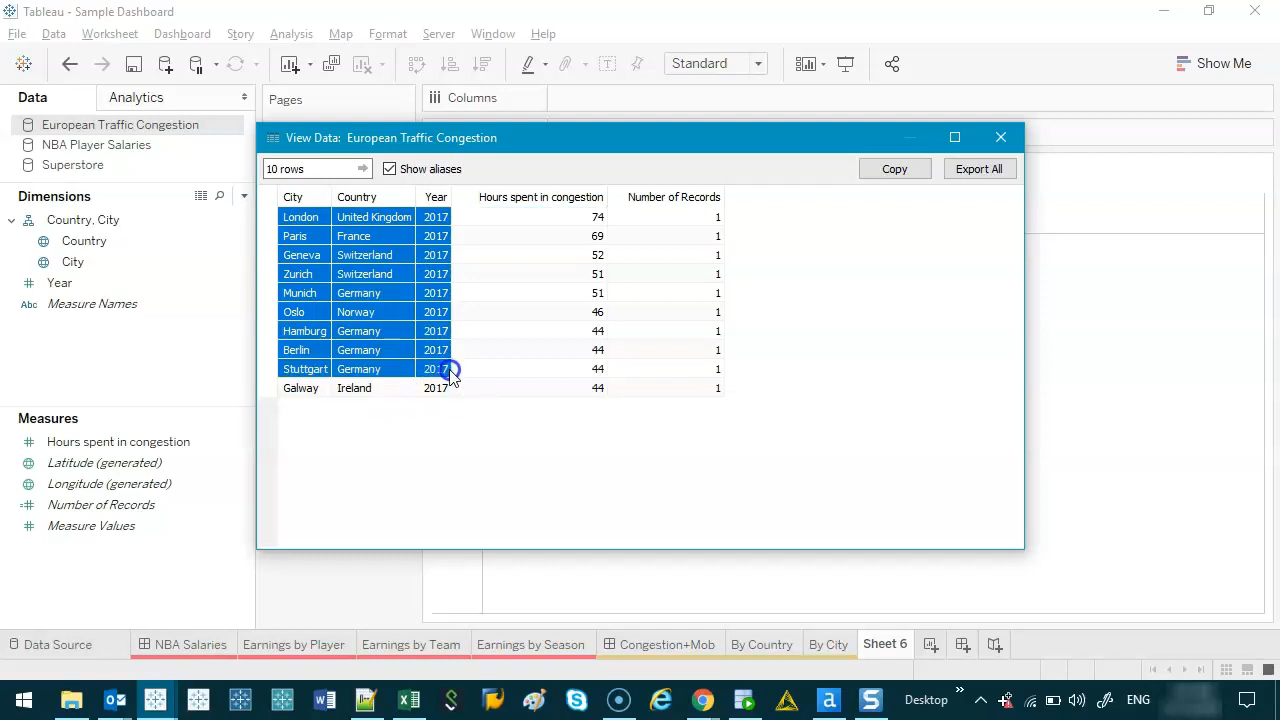 Tableau - Sample Dashboard
File Data Worksheet Dashboard Story Analysis Map Format Server Window Help
Standard
Show Me
Data Analytics
Pages
Columns
European Traffic Congestion
NBA Player Salaries
Superstore
Dimensions
Country, City
Country
City
Year
Abc Measure Names
Measures
Hours spent in congestion
Latitude (generated)
Longitude (generated)
Number of Records
Measure Values
View Data: European Traffic Congestion
10 rows
Show aliases
Copy
Export All
City Country Year Hours spent in congestion Number of Records
London United Kingdom 2017 74 1
Paris France 2017 69 1
Geneva Switzerland 2017 52 1
Zurich Switzerland 2017 51 1
Munich Germany 2017 51 1
Oslo Norway 2017 46 1
Hamburg Germany 2017 44 1
Berlin Germany 2017 44 1
Stuttgart Germany 2017 44 1
Galway Ireland 2017 44 1
Data Source NBA Salaries Earnings by Player Earnings by Team Earnings by Season Congestion+Mob By Country By City Sheet 6
Desktop ENG